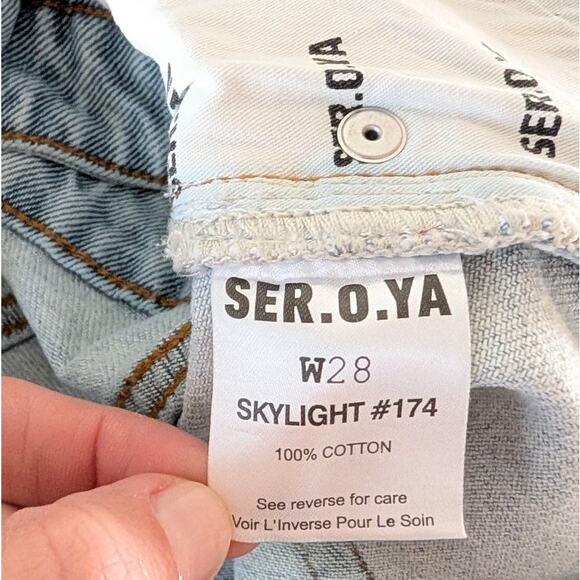 SER.O.YA
SER.O.YA
SER.O.YA
W28
SKYLIGHT #174
100% COTTON
See reverse for care
Voir L'Inverse Pour Le Soin